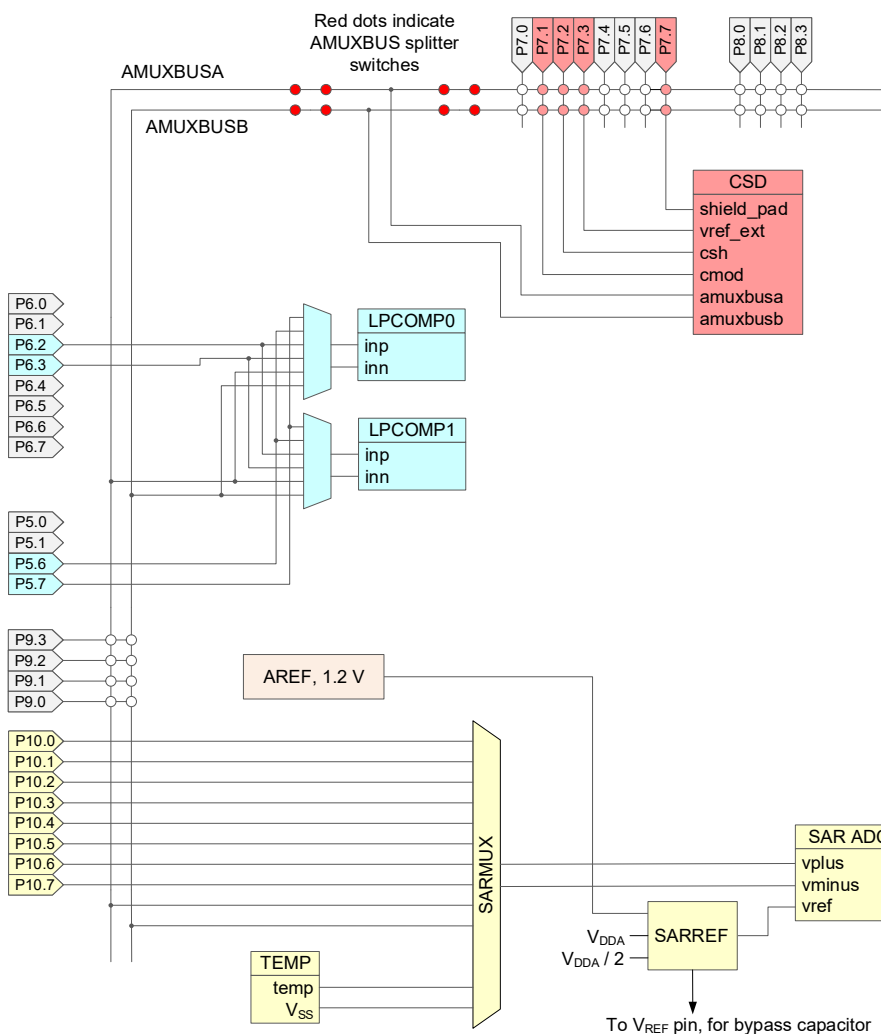 Red dots indicate
AMUXBUS splitter
switches
P7.0
P7.1
P7.2
P7.3
P7.4
P7.5
P7.6
P7.7
P8.0
P8.1
P8.2
P8.3
AMUXBUSA
AMUXBUSB
CSD
shield_pad
vref_ext
csh
cmod
amuxbusa
amuxbusb
P6.0
P6.1
P6.2
P6.3
P6.4
P6.5
P6.6
P6.7
LPCOMP0
inp
inn
LPCOMP1
inp
inn
P5.0
P5.1
P5.6
P5.7
P9.3
P9.2
P9.1
P9.0
AREF, 1.2 V
P10.0
P10.1
P10.2
P10.3
P10.4
P10.5
P10.6
P10.7
SARMUX
SAR ADC
vplus
vminus
vref
SARREF
VDDA
VDDA / 2
TEMP
temp
VSS
To VREF pin, for bypass capacitor